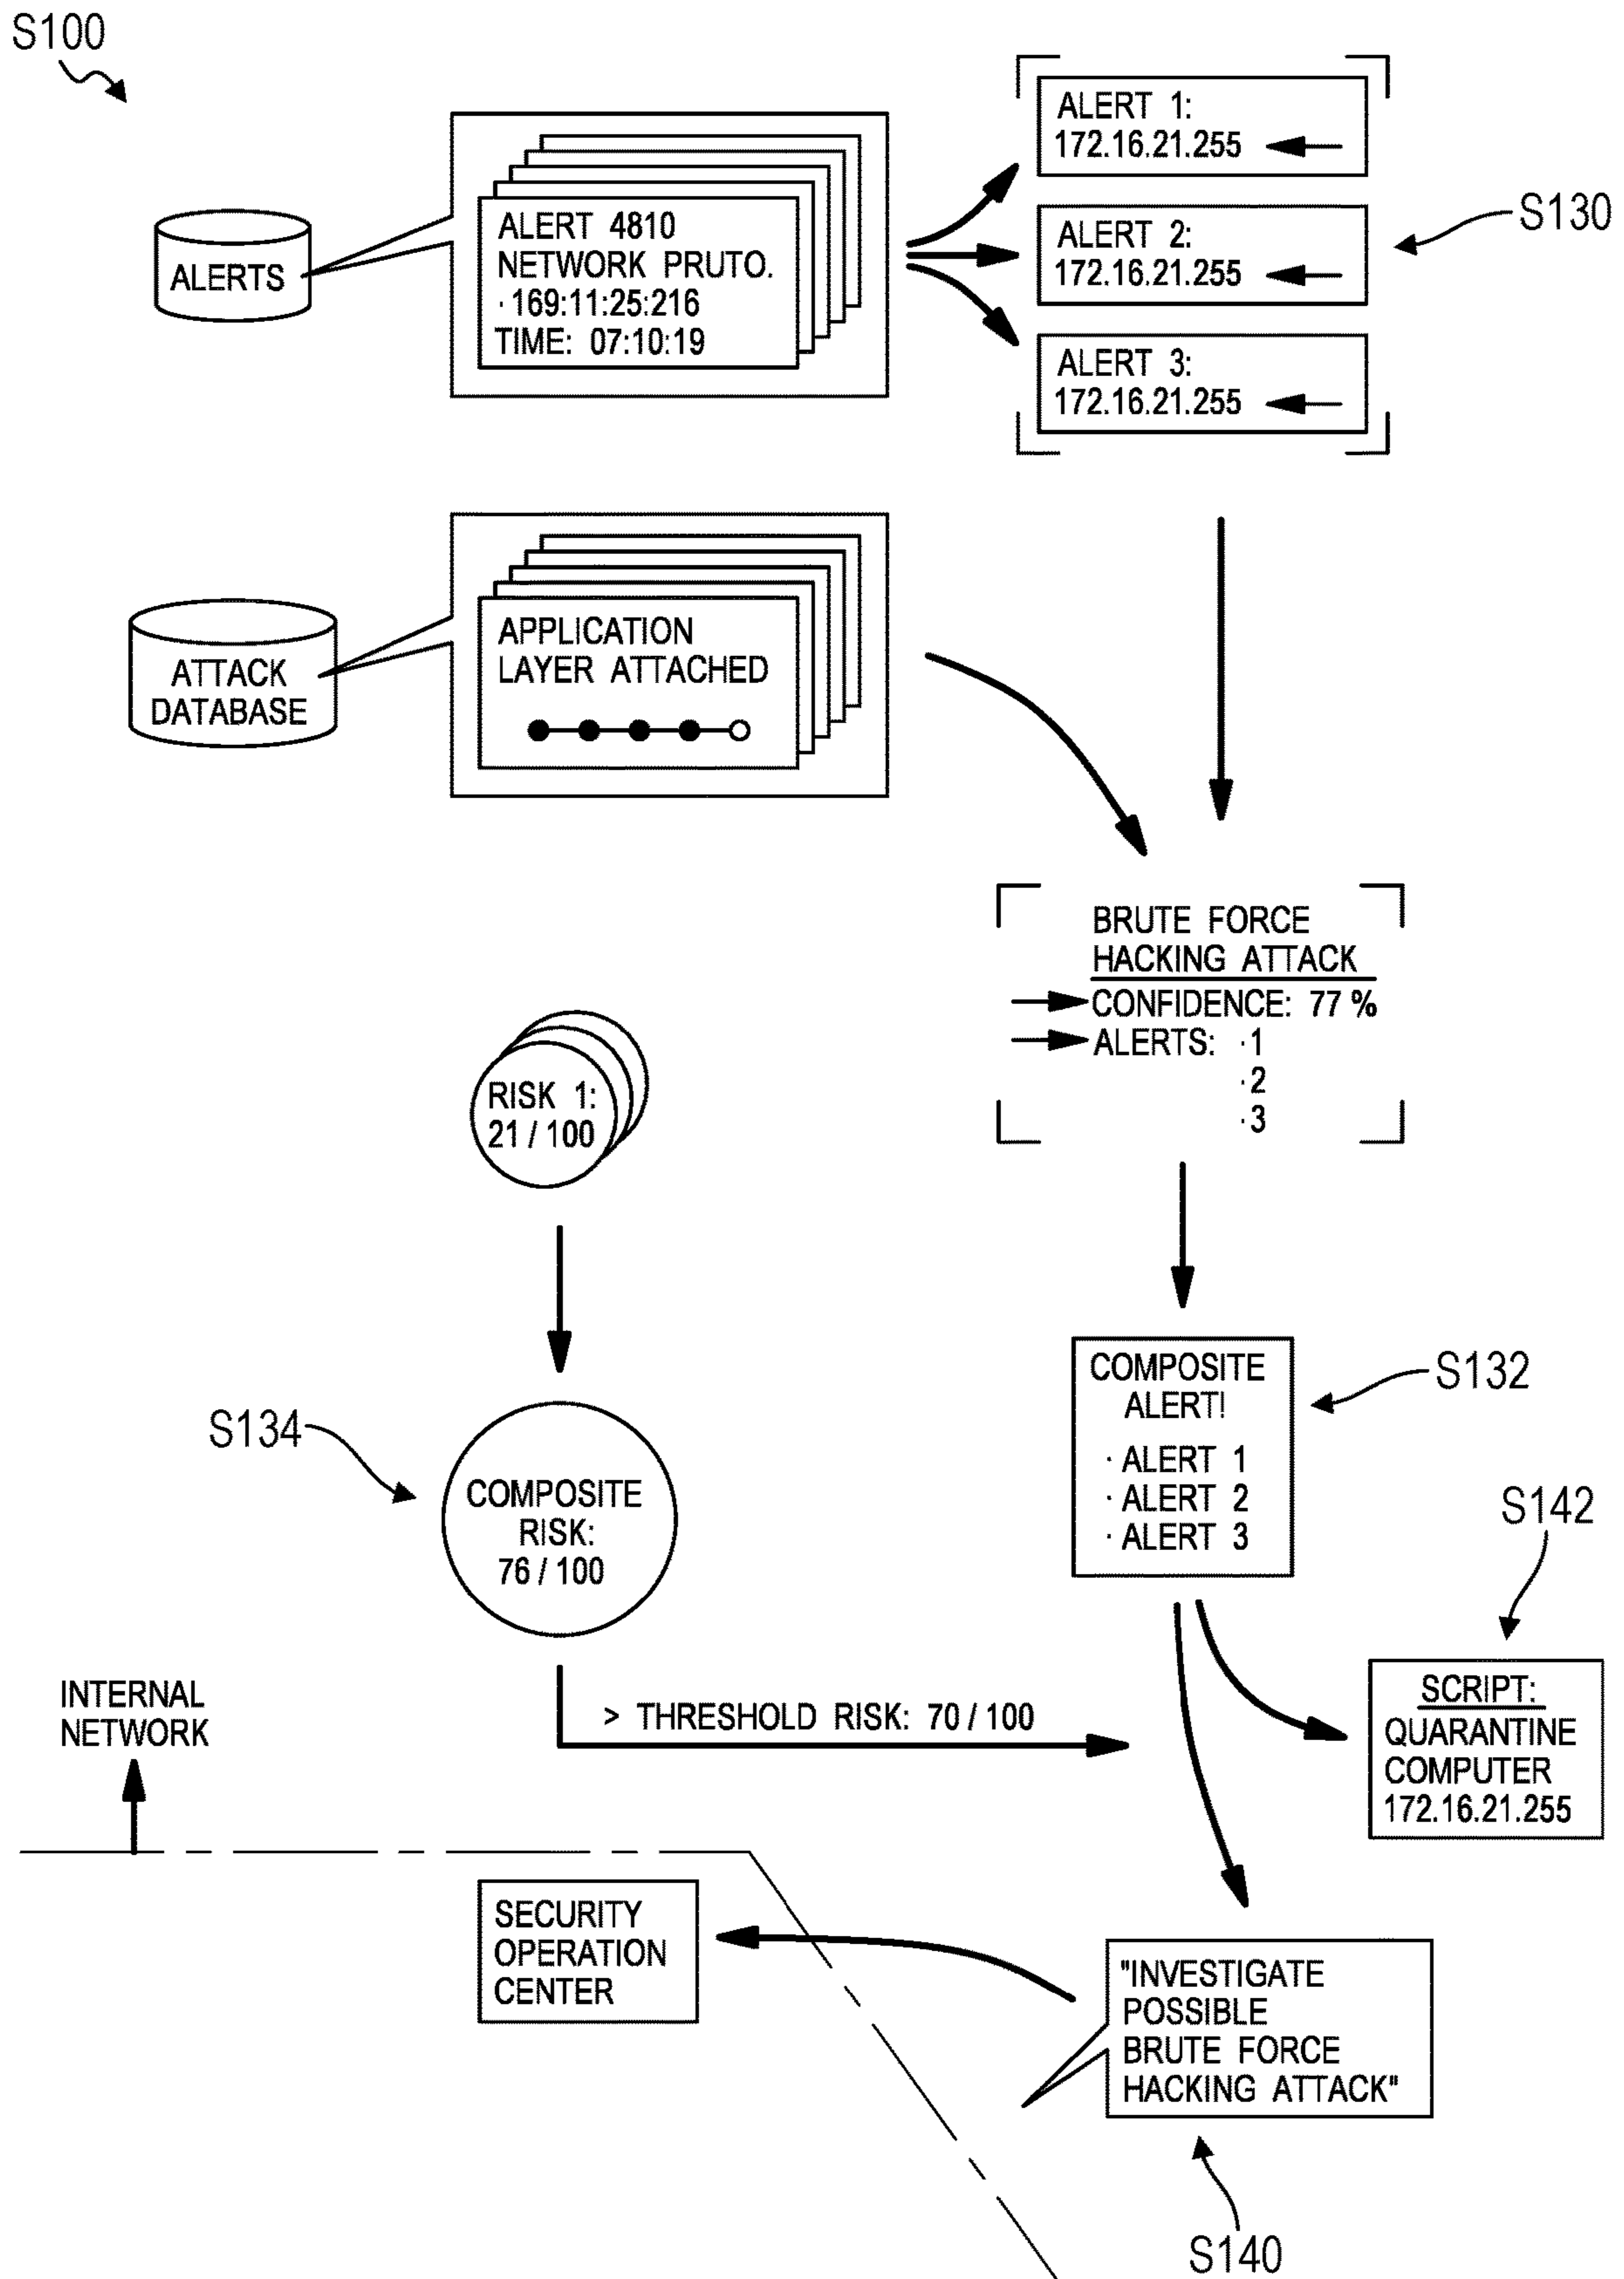 S100
ALERTS
ALERT 4810
NETWORK PRUTO.
·169:11:25:216
TIME: 07:10:19
ALERT 1:
172.16.21.255
ALERT 2:
172.16.21.255
ALERT 3:
172.16.21.255
S130
ATTACK
DATABASE
APPLICATION
LAYER ATTACHED
BRUTE FORCE
HACKING ATTACK
CONFIDENCE: 77 %
ALERTS: ·1
·2
·3
RISK 1:
21 / 100
S134
COMPOSITE
RISK:
76 / 100
COMPOSITE
ALERT!
· ALERT 1
· ALERT 2
· ALERT 3
S132
S142
SCRIPT:
QUARANTINE
COMPUTER
172.16.21.255
> THRESHOLD RISK: 70 / 100
INTERNAL
NETWORK
SECURITY
OPERATION
CENTER
"INVESTIGATE
POSSIBLE
BRUTE FORCE
HACKING ATTACK"
S140